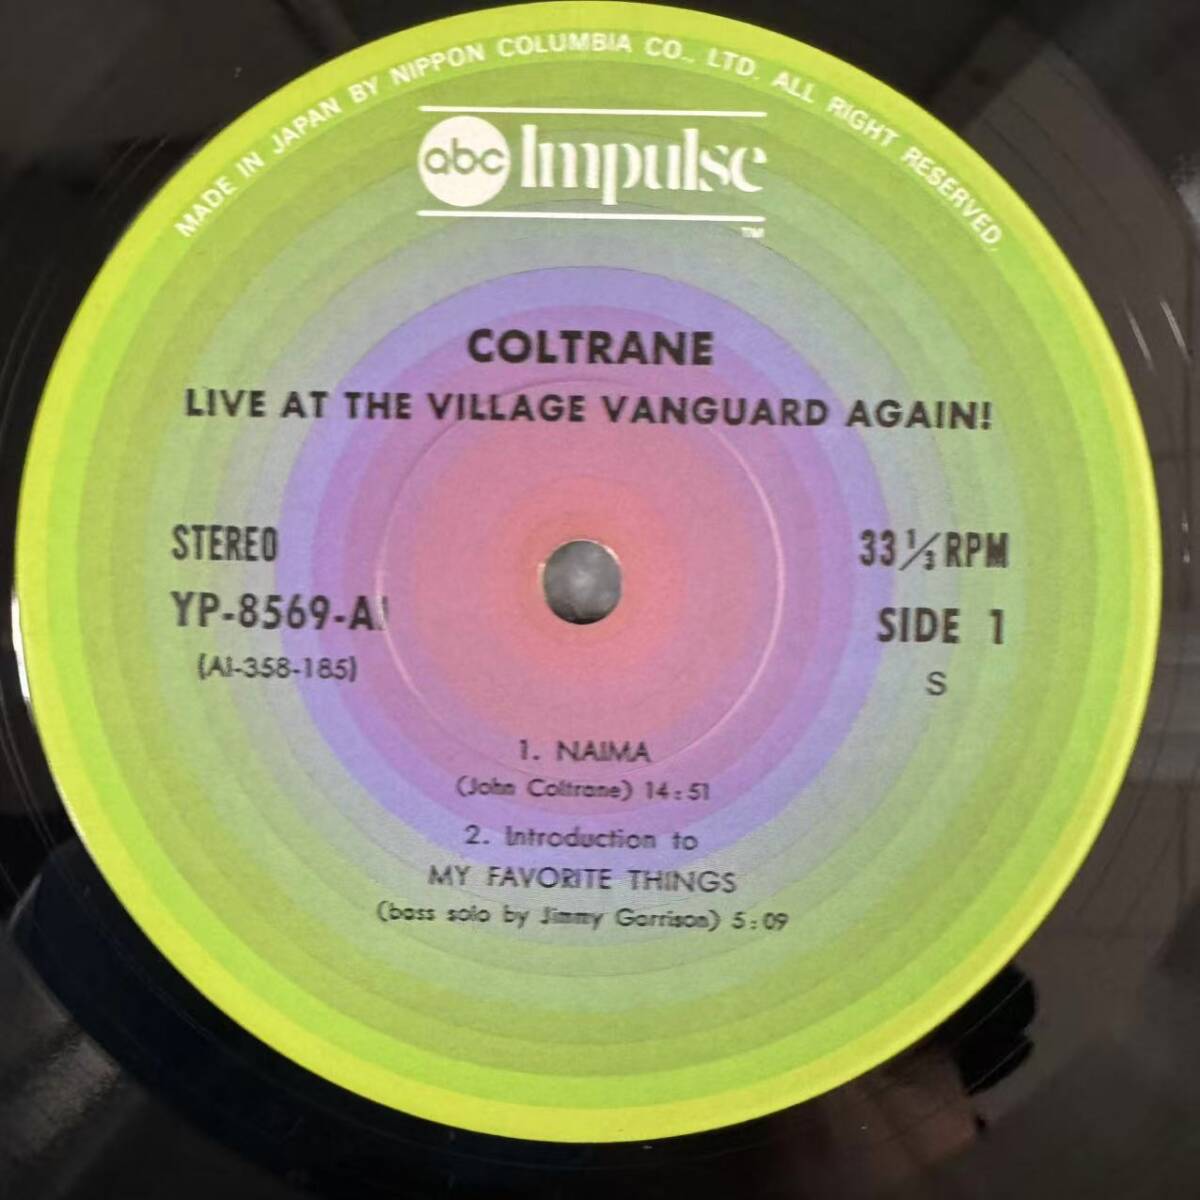 MADE IN JAPAN BY NIPPON COLUMBIA CO., LTD. ALL RIGHT RESERVED.
abc Impulse
TM
COLTRANE
LIVE AT THE VILLAGE VANGUARD AGAIN!
STEREO
33 1/3 RPM
YP-8569-AI
SIDE 1
(AI-358-185)
S
1. NAIMA
(John Coltrane) 14:51
2. Introduction to
MY FAVORITE THINGS
(bass solo by Jimmy Garrison) 5:09